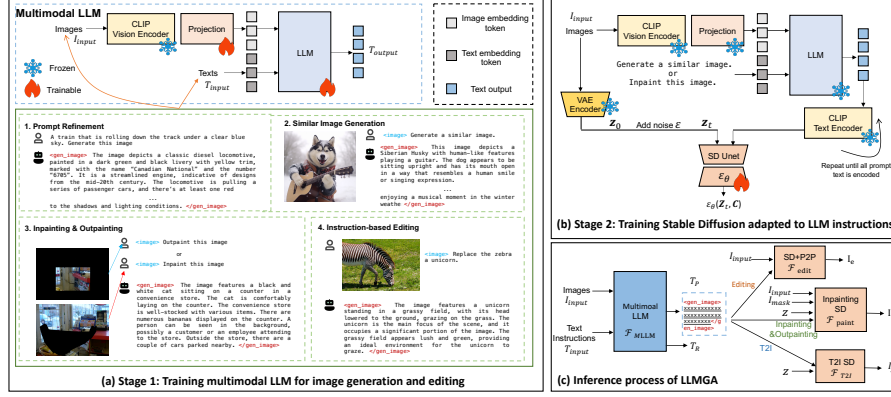 Multimodal LLM
Images
I_input
CLIP
Vision Encoder
Projection
LLM
T_output
Texts
T_input
Frozen
Trainable
Image embedding
token
Text embedding
token
Text output
1. Prompt Refinement
A train that is rolling down the track under a clear blue
sky. Generate this image
<gen_image> The image depicts a classic diesel locomotive,
painted in a dark green and black livery with yellow trim,
marked with the name "Canadian National" and the number
"6705". It is a streamlined engine, indicative of designs
from the mid-20th century. The locomotive is pulling a
series of passenger cars, and there's at least one red
...
to the shadows and lighting conditions. </gen_image>
2. Similar Image Generation
<image> Generate a similar image.
<gen_image> This image depicts a
Siberian Husky with human-like features
playing a guitar. The dog appears to be
sitting upright and has its mouth open
in a way that resembles a human smile
or singing expression.
...
enjoying a musical moment in the winter
weathe </gen_image>
3. Inpainting & Outpainting
<image> Outpaint this image
or
<image> Inpaint this image
<gen_image> The image features a black and
white cat sitting on a counter in a
convenience store. The cat is comfortably
laying on the counter. The convenience store
is well-stocked with various items. There are
numerous bananas displayed on the counter. A
person can be seen in the background,
possibly a customer or an employee attending
to the store. Outside the store, there are a
couple of cars parked nearby. </gen_image>
4. Instruction-based Editing
<image> Replace the zebra
a unicorn.
<gen_image> The image features a unicorn
standing in a grassy field, with its head
lowered to the ground, grazing on the grass. The
unicorn is the main focus of the scene, and it
occupies a significant portion of the image. The
grassy field appears lush and green, providing
an ideal environment for the unicorn to
graze. </gen_image>
(a) Stage 1: Training multimodal LLM for image generation and editing
I_input
Images
CLIP
Vision Encoder
Projection
LLM
Generate a similar image.
or
Inpaint this image.
VAE
Encoder
z_0
Add noise ε
z_t
CLIP
Text Encoder
SD Unet
ε_θ
Repeat until all prompt
text is encoded
ε_θ(Z_t, C)
(b) Stage 2: Training Stable Diffusion adapted to LLM instructions
Images
I_input
Text
Instructions
T_input
Multimoal
LLM
F_MLLM
T_P
<gen_image>
xxxxxxxxxxx
xxxxxxxxxxx
xxxxxxxx</g
en_image>
T_R
Editing
Inpainting
&Outpainting
T2I
I_input
SD+P2P
F_edit
I_e
I_input
I_mask
z
Inpainting
SD
F_paint
z
T2I SD
F_T2I
(c) Inference process of LLMGA